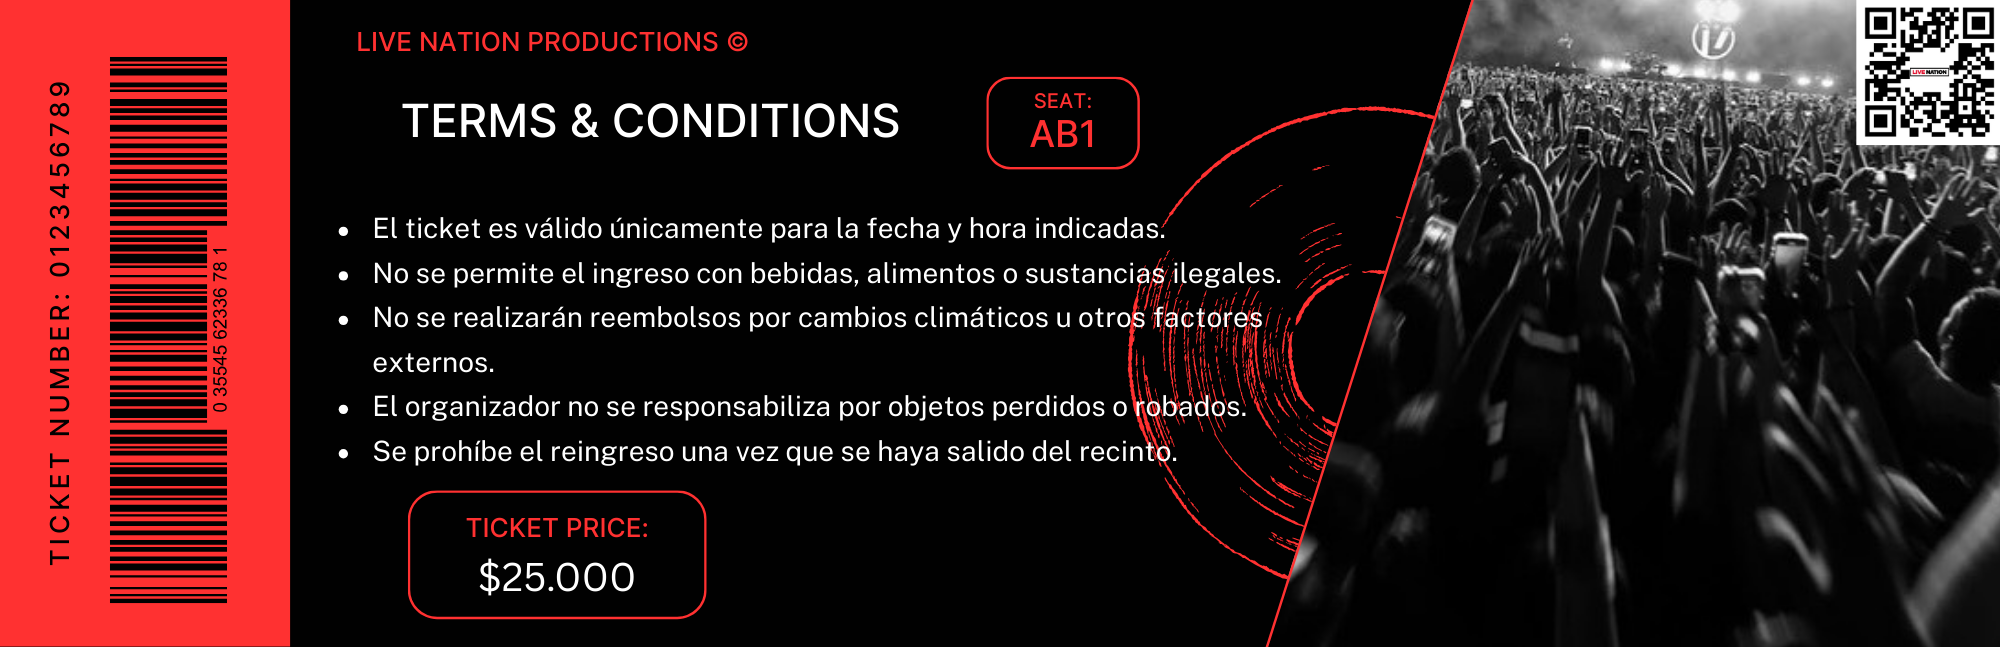 TICKET NUMBER: 0123456789
0 35545 62336 78 1
LIVE NATION PRODUCTIONS ©
TERMS & CONDITIONS
SEAT:
AB1
• El ticket es válido únicamente para la fecha y hora indicadas.
• No se permite el ingreso con bebidas, alimentos o sustancias ilegales.
• No se realizarán reembolsos por cambios climáticos u otros factores
externos.
• El organizador no se responsabiliza por objetos perdidos o robados.
• Se prohíbe el reingreso una vez que se haya salido del recinto.
TICKET PRICE:
$25.000
LIVE NATION